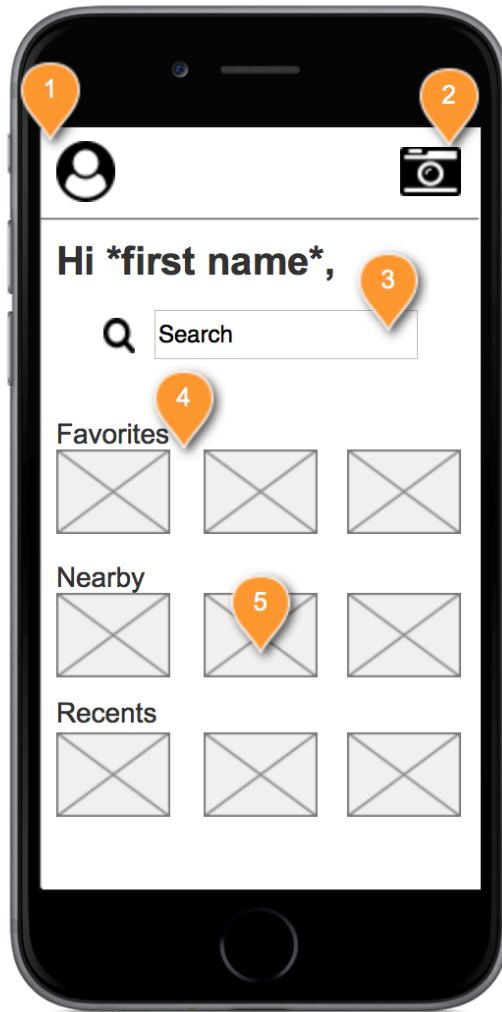 1
2
Hi *first name*,
3
Search
4
Favorites
Nearby
5
Recents